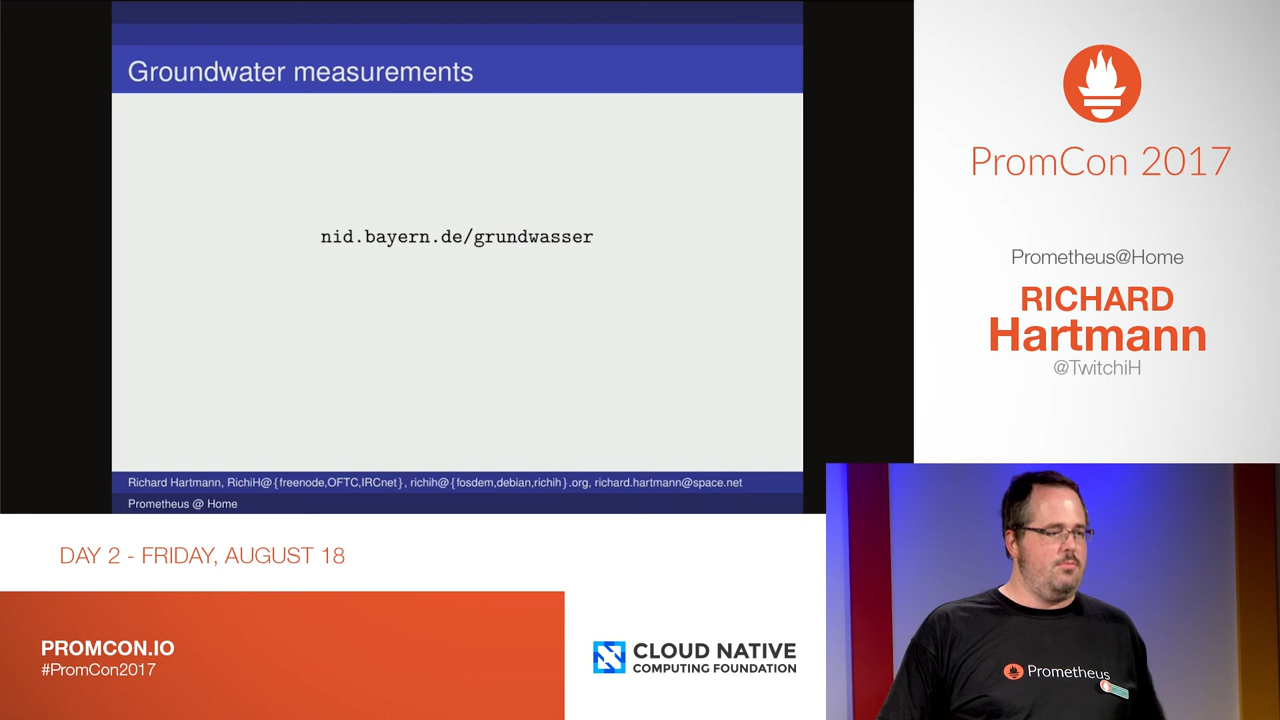 Groundwater measurements
nid.bayern.de/grundwasser
Richard Hartmann, RichiH@{freenode,OFTC,IRCnet}, richih@{fosdem,debian,richih}.org, richard.hartmann@space.net
Prometheus @ Home
PromCon 2017
Prometheus@Home
RICHARD
Hartmann
@TwitchiH
DAY 2 - FRIDAY, AUGUST 18
PROMCON.IO
#PromCon2017
CLOUD NATIVE
COMPUTING FOUNDATION
Prometheus